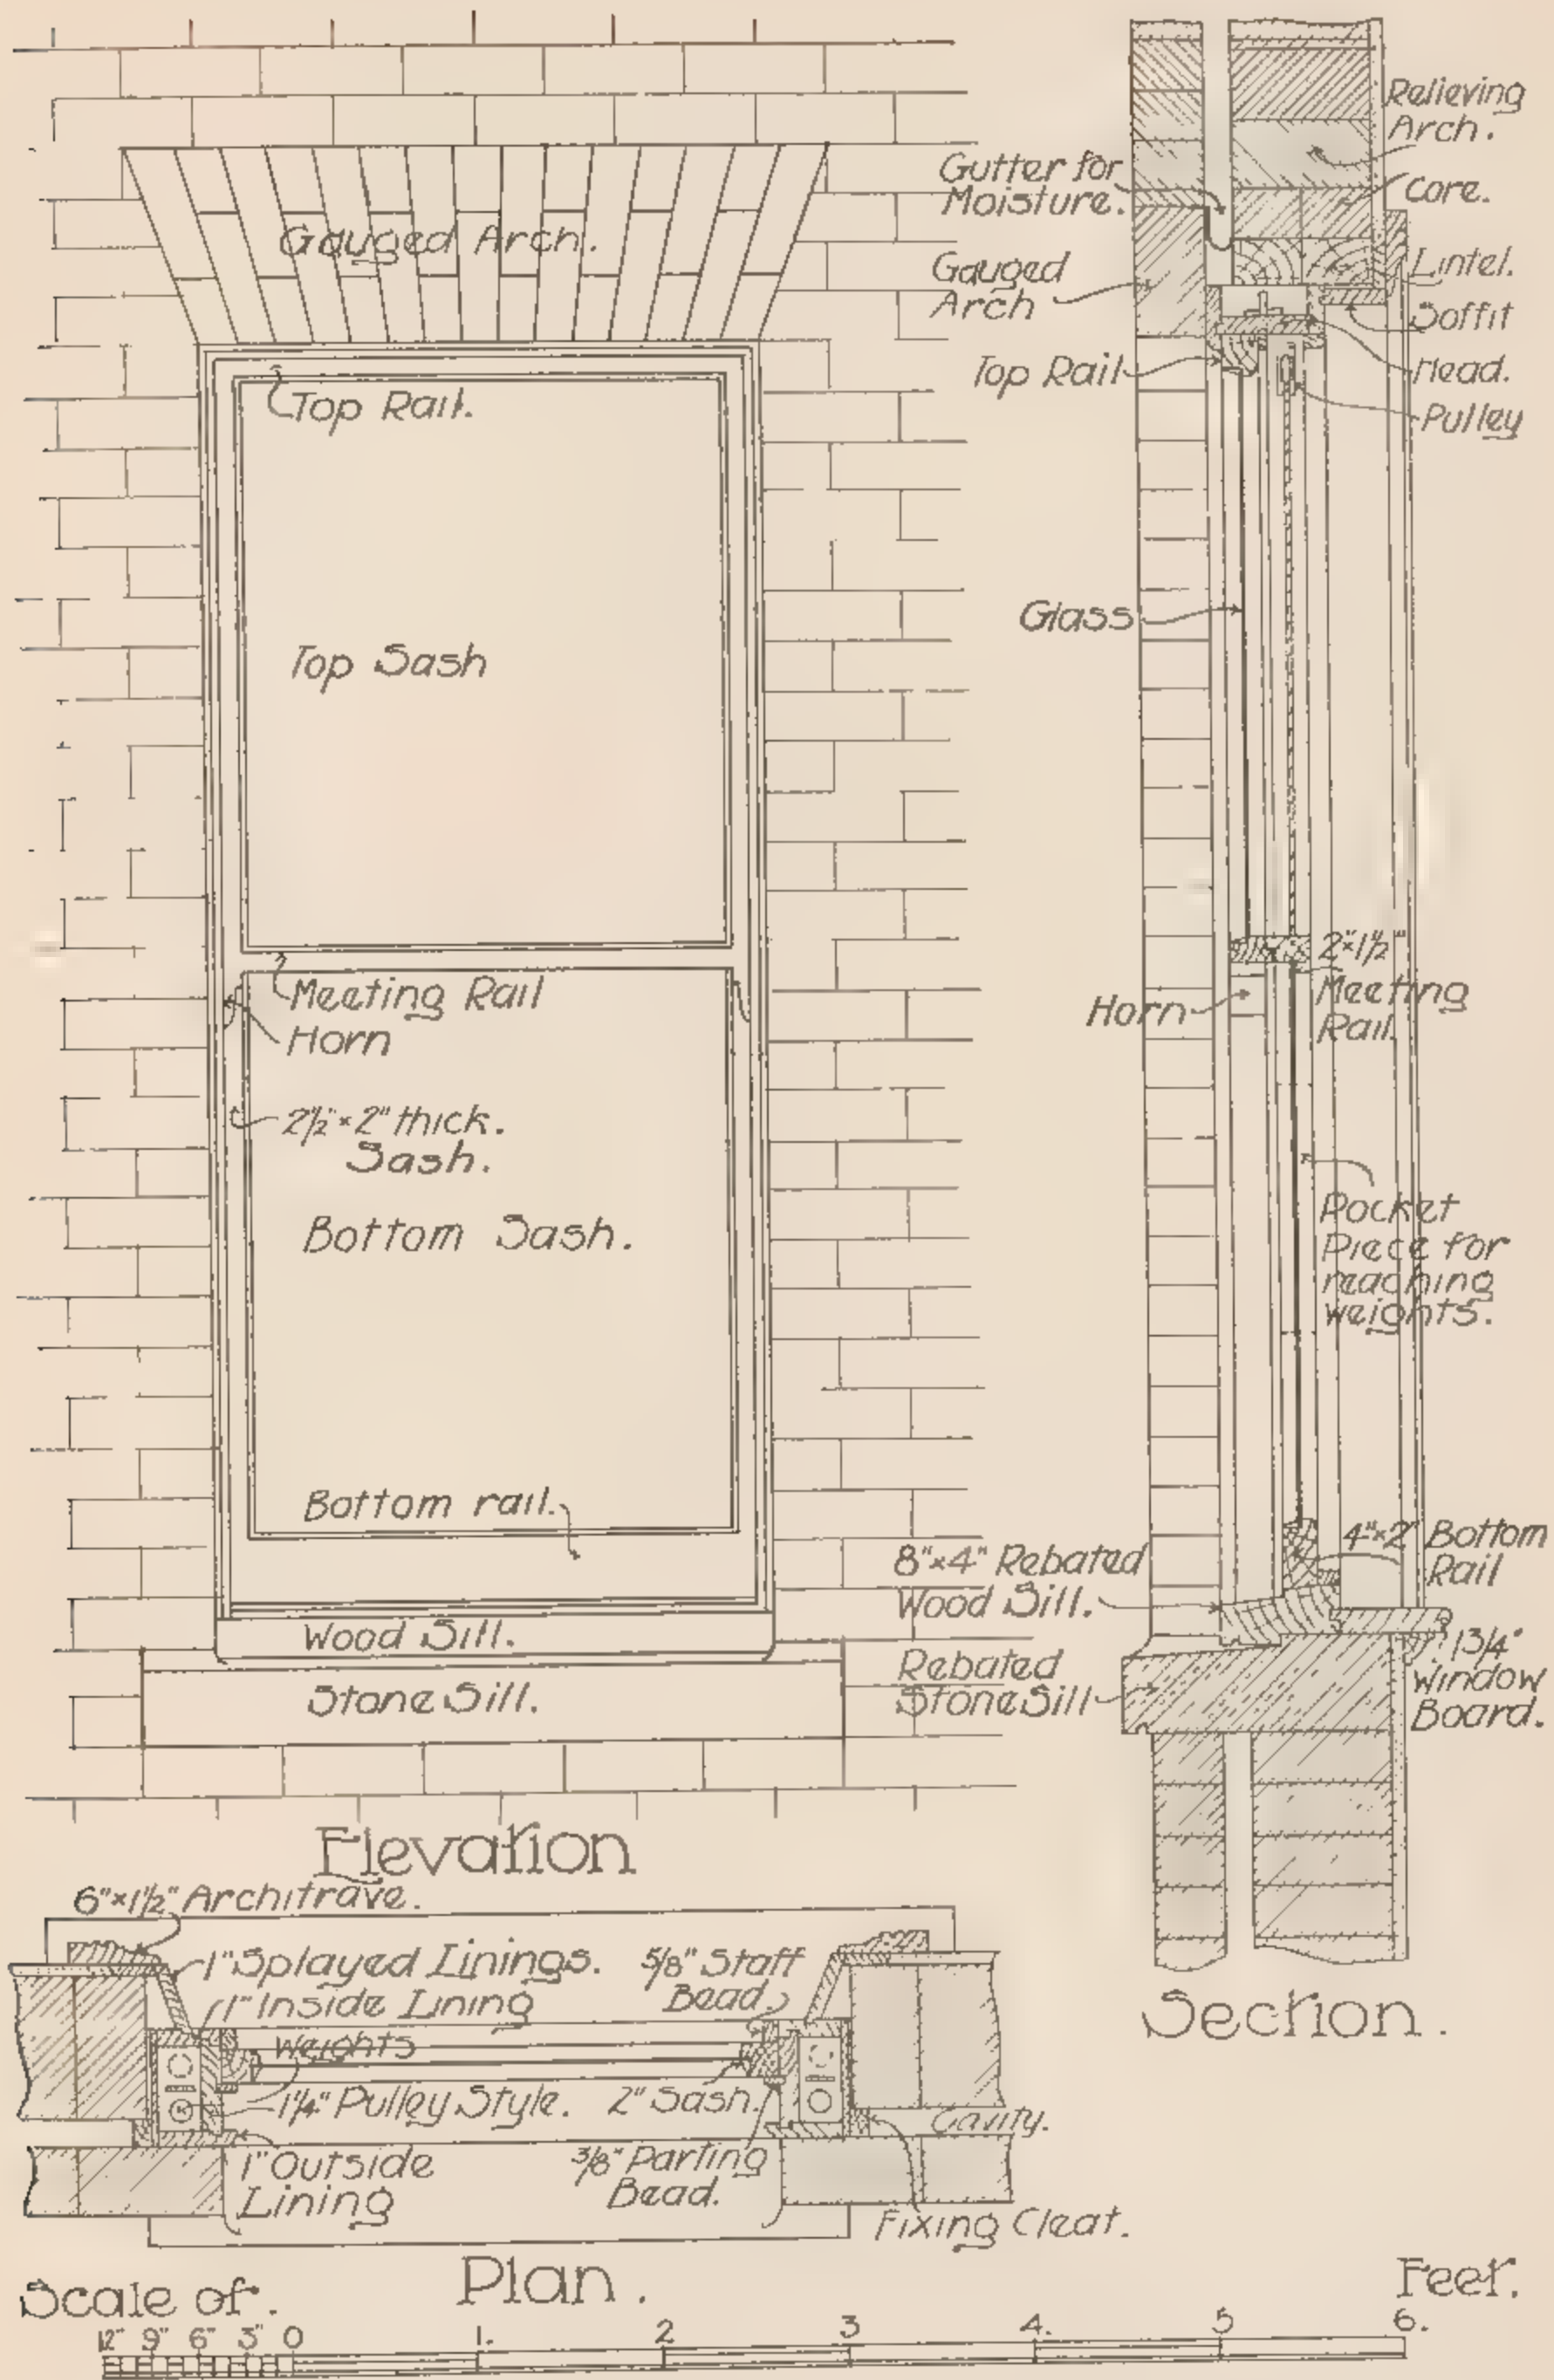 Gauged Arch.
Top Rail.
Top Sash
Meeting Rail
Horn
2½"×2" thick.
Sash.
Bottom Sash.
Bottom rail.
Wood Sill.
Stone Sill.
Elevation
Relieving
Arch.
Gutter for
Moisture.
Core.
Gauged
Arch
Lintel.
Soffit
Top Rail
Head.
Pulley
Glass
2"×1½"
Meeting
Rail.
Horn
Pocket
Piece for
reaching
weights.
4"×2" Bottom
Rail
8"×4" Rebated
Wood Sill.
Rebated
Stone Sill
1¾"
Window
Board.
Section.
6"×1½" Architrave.
1" Splayed Linings.
5/8" Staff
Bead.
1" Inside Lining
Weights
1¼" Pulley Style.
2" Sash.
Cavity.
1" Outside
Lining
3/8" Parting
Bead.
Fixing Cleat.
Plan.
Scale of.
Feet.
12" 9" 6" 3" 0 1. 2 3 4. 5 6.